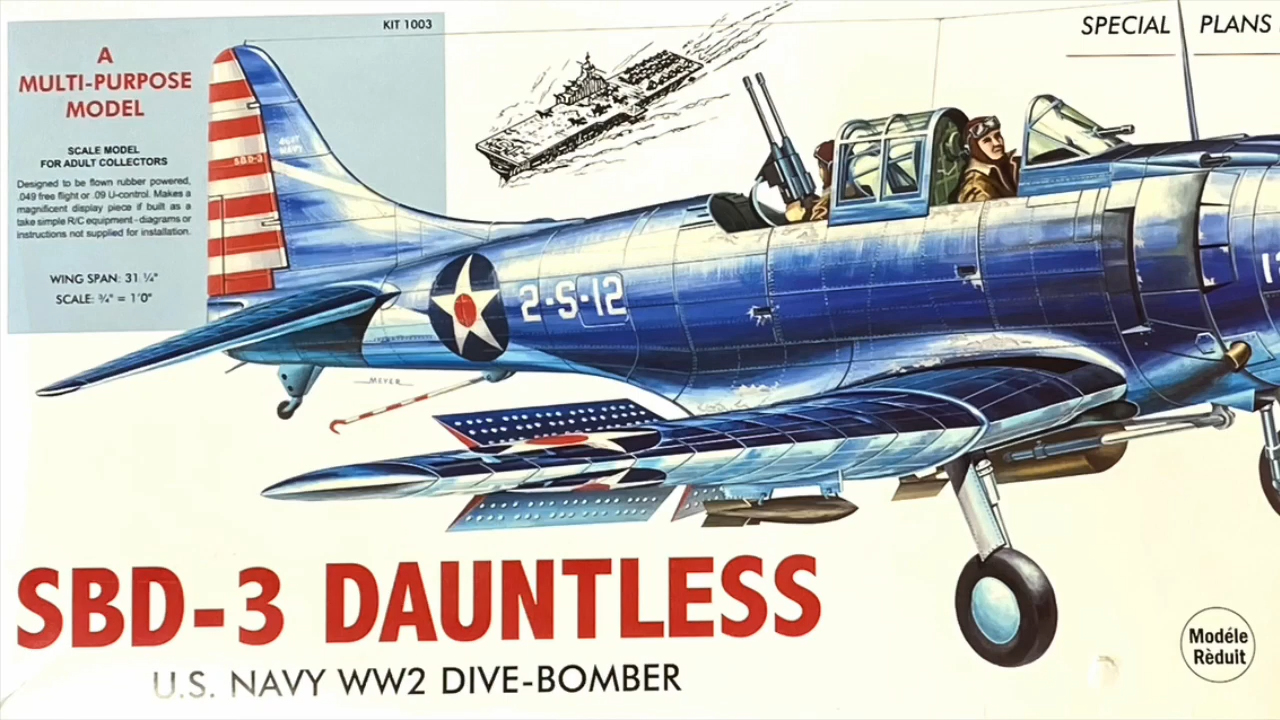 KIT 1003
A
MULTI-PURPOSE
MODEL
SCALE MODEL
FOR ADULT COLLECTORS
Designed to be flown rubber powered,
.049 free flight or .09 U-control. Makes a
magnificent display piece if built as a
take simple R/C equipment - diagrams or
instructions not supplied for installation.
WING SPAN: 31 ¼"
SCALE: ¾" = 1'0"
SPECIAL PLANS
NAVY
SBD-3
2-S-12
MEYER
SBD-3 DAUNTLESS
U.S. NAVY WW2 DIVE-BOMBER
Modéle
Rèduit